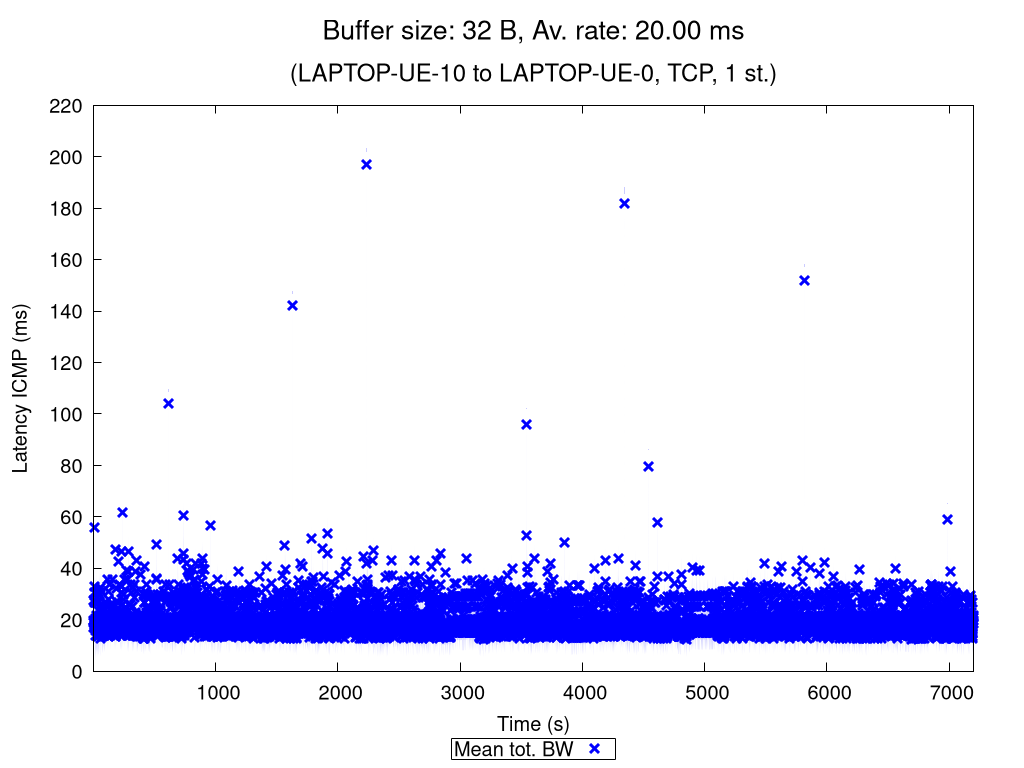 Buffer size: 32 B, Av. rate: 20.00 ms
(LAPTOP-UE-10 to LAPTOP-UE-0, TCP, 1 st.)
220
200
180
160
140
120
100
80
60
40
20
0
Latency ICMP (ms)
1000 2000 3000 4000 5000 6000 7000
Time (s)
Mean tot. BW